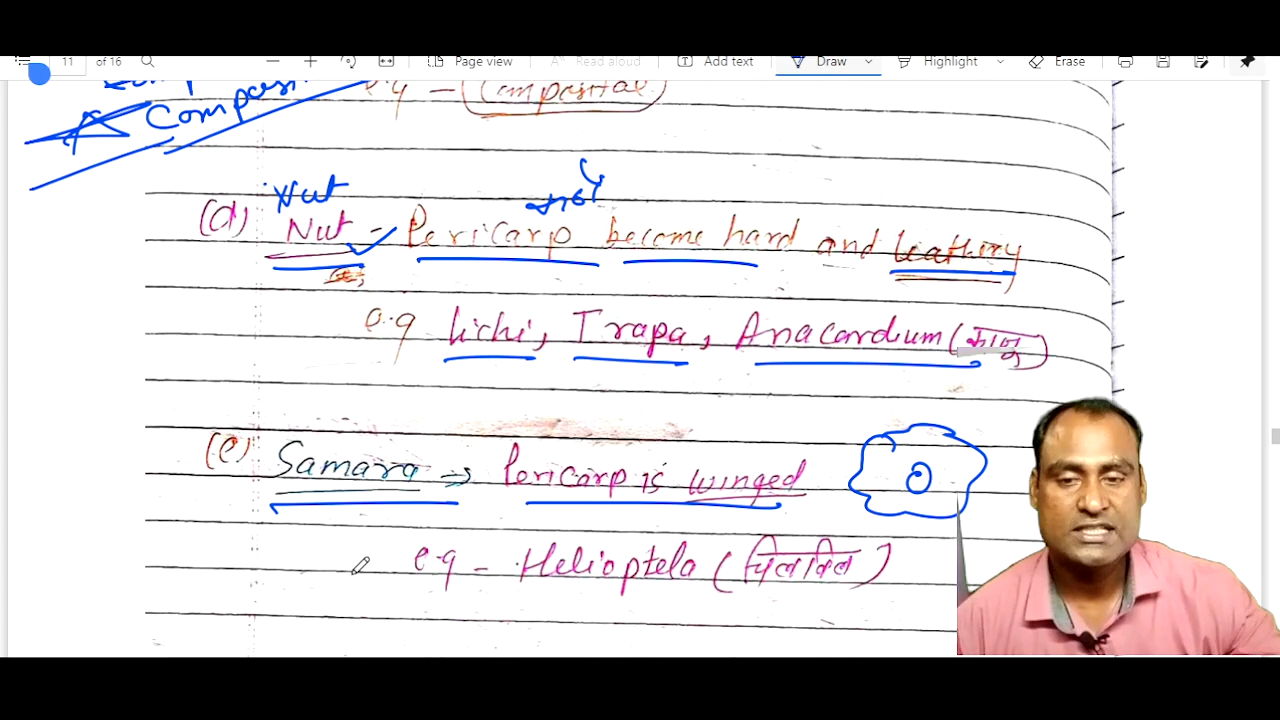 11 of 16 Page view Read aloud Add text Draw Highlight Erase
e.g - Compositae
Compos
Nut
(d) Nut - Pericarp become hard and leathery
e.g lichi, Trapa, Anacardium (काजू)
(e) Samara => Pericarp is winged
e.g - Helioptela (चिलबिल)